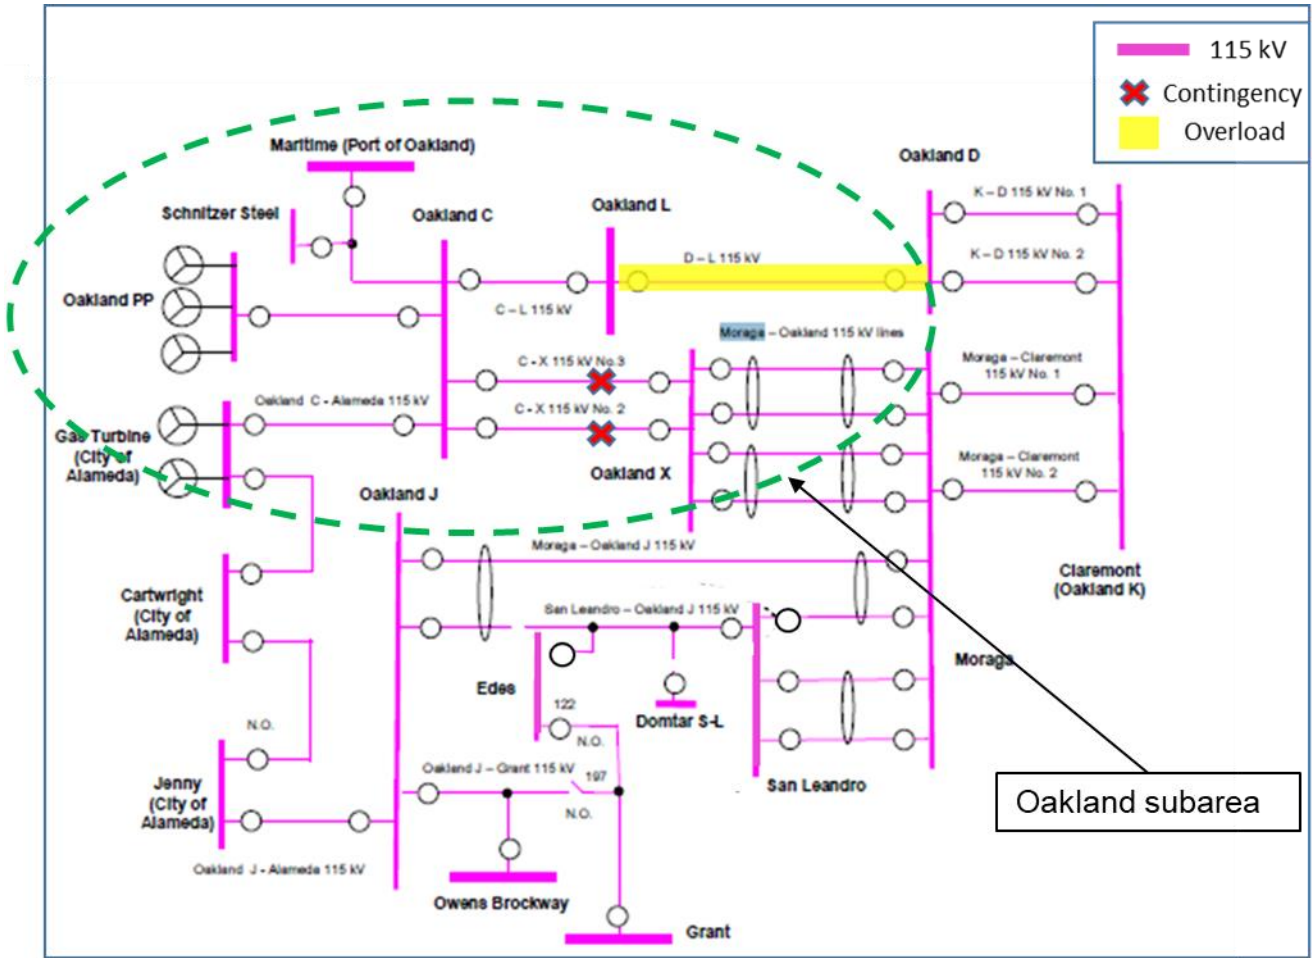 115 kV
Contingency
Overload
Maritime (Port of Oakland)
Oakland D
K – D 115 kV No. 1
Schnitzer Steel
Oakland C
Oakland L
K – D 115 kV No. 2
D – L 115 kV
Oakland PP
C – L 115 kV
Moraga – Oakland 115 kV lines
C - X 115 kV No.3
Moraga – Claremont
115 kV No. 1
Oakland C - Alameda 115 kV
C - X 115 kV No. 2
Gas Turbine
(City of
Alameda)
Oakland X
Moraga – Claremont
115 kV No. 2
Oakland J
Moraga – Oakland J 115 kV
Claremont
(Oakland K)
Cartwright
(City of
Alameda)
San Leandro – Oakland J 115 kV
Moraga
Edes
122
N.O.
Domtar S-L
N.O.
Oakland J – Grant 115 kV
197
N.O.
San Leandro
Jenny
(City of
Alameda)
Oakland subarea
Oakland J - Alameda 115 kV
Owens Brockway
Grant